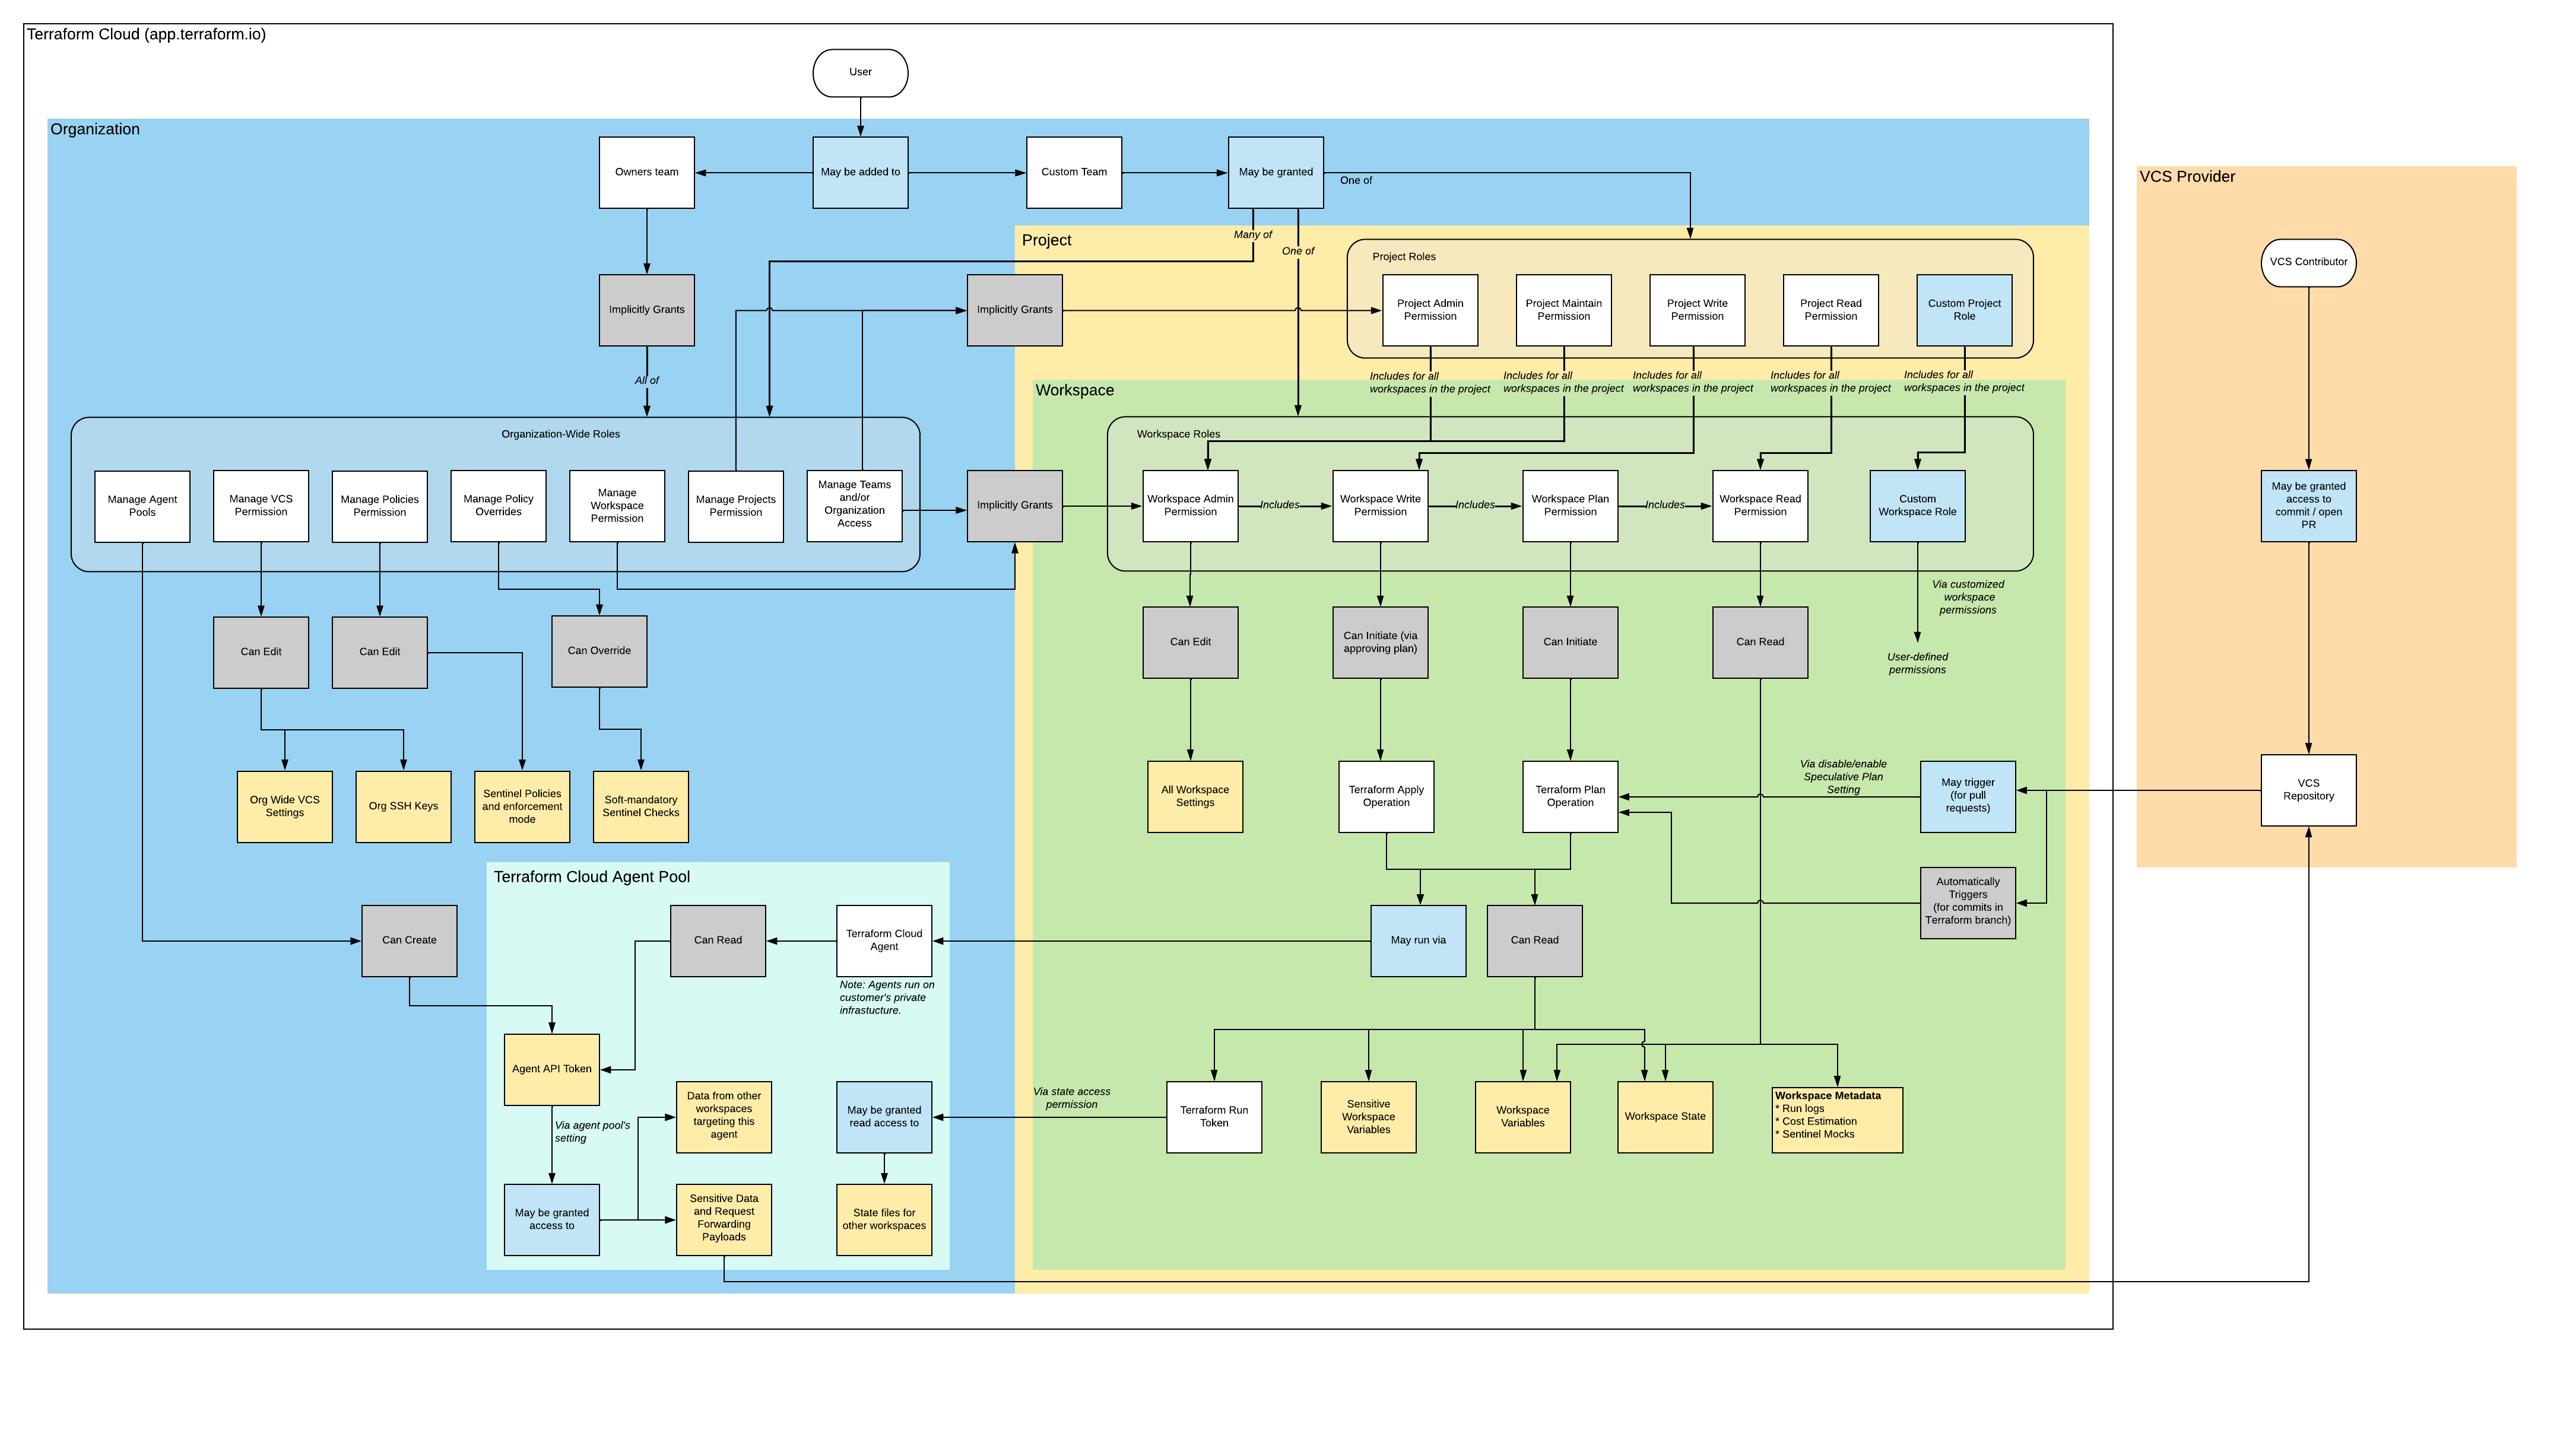 Terraform Cloud (app.terraform.io)
User
Organization
Owners team
May be added to
Custom Team
May be granted
One of
Many of
One of
VCS Provider
Project
Project Roles
Implicitly Grants
Implicitly Grants
Project Admin
Permission
Project Maintain
Permission
Project Write
Permission
Project Read
Permission
Custom Project
Role
VCS Contributor
All of
Includes for all
workspaces in the project
Includes for all
workspaces in the project
Includes for all
workspaces in the project
Includes for all
workspaces in the project
Includes for all
workspaces in the project
Workspace
Organization-Wide Roles
Workspace Roles
Manage Agent
Pools
Manage VCS
Permission
Manage Policies
Permission
Manage Policy
Overrides
Manage
Workspace
Permission
Manage Projects
Permission
Manage Teams
and/or
Organization
Access
Implicitly Grants
Workspace Admin
Permission
Includes
Workspace Write
Permission
Includes
Workspace Plan
Permission
Includes
Workspace Read
Permission
Custom
Workspace Role
May be granted
access to
commit / open
PR
Via customized
workspace
permissions
Can Edit
Can Edit
Can Override
Can Edit
Can Initiate (via
approving plan)
Can Initiate
Can Read
User-defined
permissions
Org Wide VCS
Settings
Org SSH Keys
Sentinel Policies
and enforcement
mode
Soft-mandatory
Sentinel Checks
All Workspace
Settings
Terraform Apply
Operation
Terraform Plan
Operation
Via disable/enable
Speculative Plan
Setting
May trigger
(for pull
requests)
VCS
Repository
Terraform Cloud Agent Pool
Automatically
Triggers
(for commits in
Terraform branch)
Can Create
Can Read
Terraform Cloud
Agent
May run via
Can Read
Note: Agents run on
customer's private
infrastucture.
Agent API Token
Via agent pool's
setting
Data from other
workspaces
targeting this
agent
May be granted
read access to
Via state access
permission
Terraform Run
Token
Sensitive
Workspace
Variables
Workspace
Variables
Workspace State
Workspace Metadata
* Run logs
* Cost Estimation
* Sentinel Mocks
May be granted
access to
Sensitive Data
and Request
Forwarding
Payloads
State files for
other workspaces